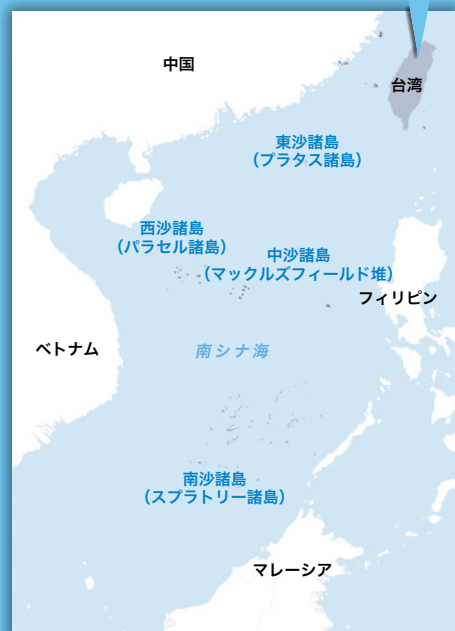 中国
台湾
東沙諸島
（プラタス諸島）
西沙諸島
（パラセル諸島）
中沙諸島
（マックルズフィールド堆）
フィリピン
ベトナム
南シナ海
南沙諸島
（スプラトリー諸島）
マレーシア